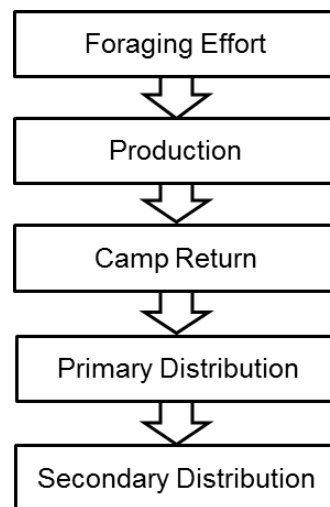 Foraging Effort
Production
Camp Return
Primary Distribution
Secondary Distribution